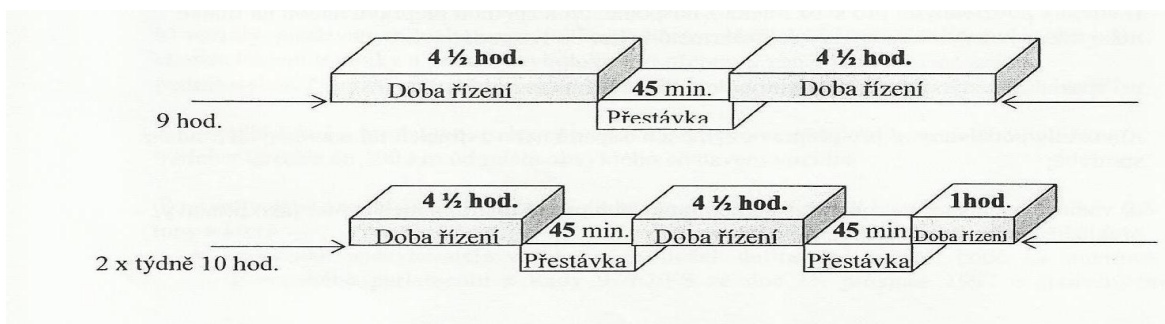 4 ½ hod. 4 ½ hod.
Doba řízení 45 min. Doba řízení
9 hod. Přestávka
4 ½ hod. 4 ½ hod. 1hod.
Doba řízení 45 min. Doba řízení 45 min. Doba řízení
2 x týdně 10 hod. Přestávka Přestávka